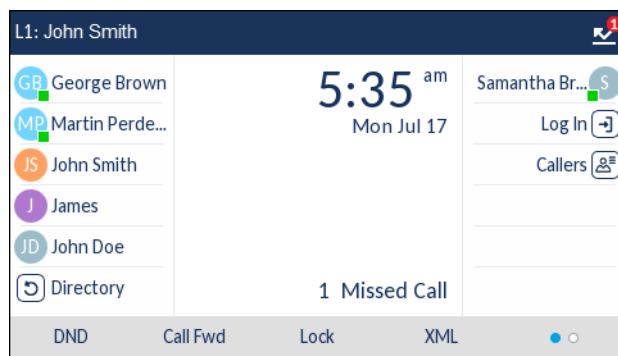 L1: John Smith
1
GB George Brown
MP Martin Perde...
JS John Smith
J James
JD John Doe
Directory
5:35 am
Mon Jul 17
1 Missed Call
Samantha Br... S
Log In
Callers
DND Call Fwd Lock XML